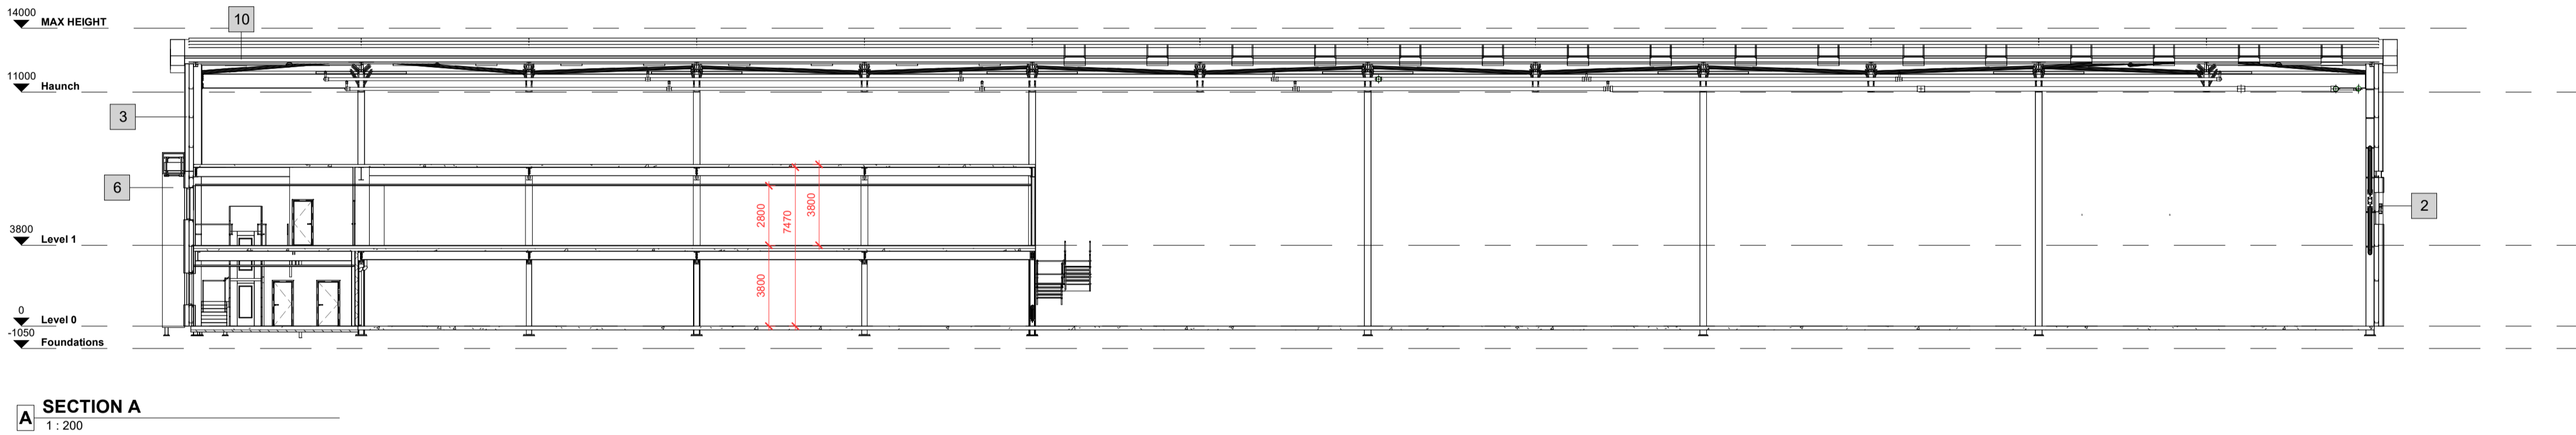 14000
MAX HEIGHT
10
11000
Haunch
3
6
2800
7470
3800
2
3800
Level 1
3800
0
Level 0
-1050
Foundations
A SECTION A
1 : 200